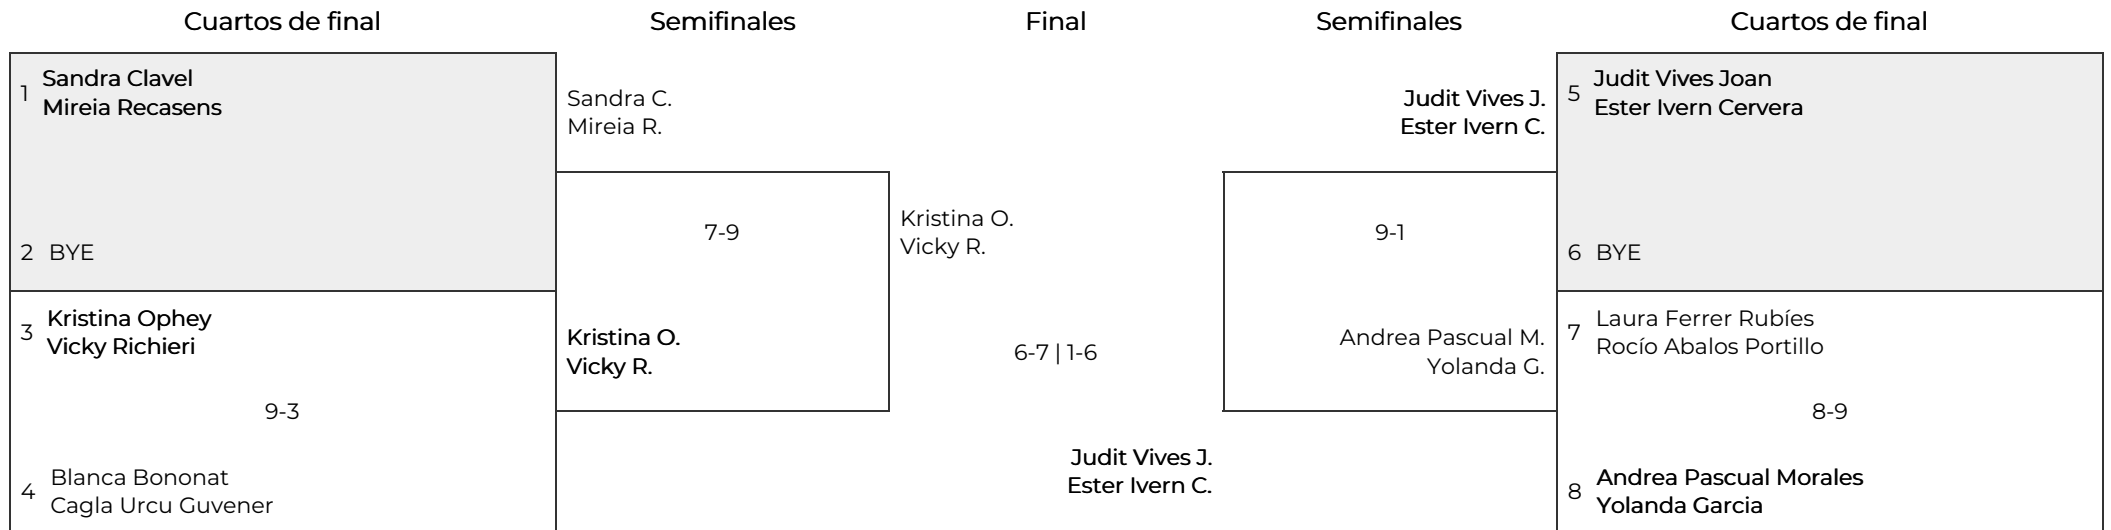 Cuartos de final
Semifinales
Final
Semifinales
Cuartos de final
1
Sandra Clavel
Mireia Recasens
2 BYE
3
Kristina Ophey
Vicky Richieri
9-3
4
Blanca Bononat
Cagla Urcu Guvener
Sandra C.
Mireia R.
7-9
Kristina O.
Vicky R.
Kristina O.
Vicky R.
6-7 | 1-6
Judit Vives J.
Ester Ivern C.
Judit Vives J.
Ester Ivern C.
9-1
Andrea Pascual M.
Yolanda G.
5
Judit Vives Joan
Ester Ivern Cervera
6 BYE
7
Laura Ferrer Rubíes
Rocío Abalos Portillo
8-9
8
Andrea Pascual Morales
Yolanda Garcia